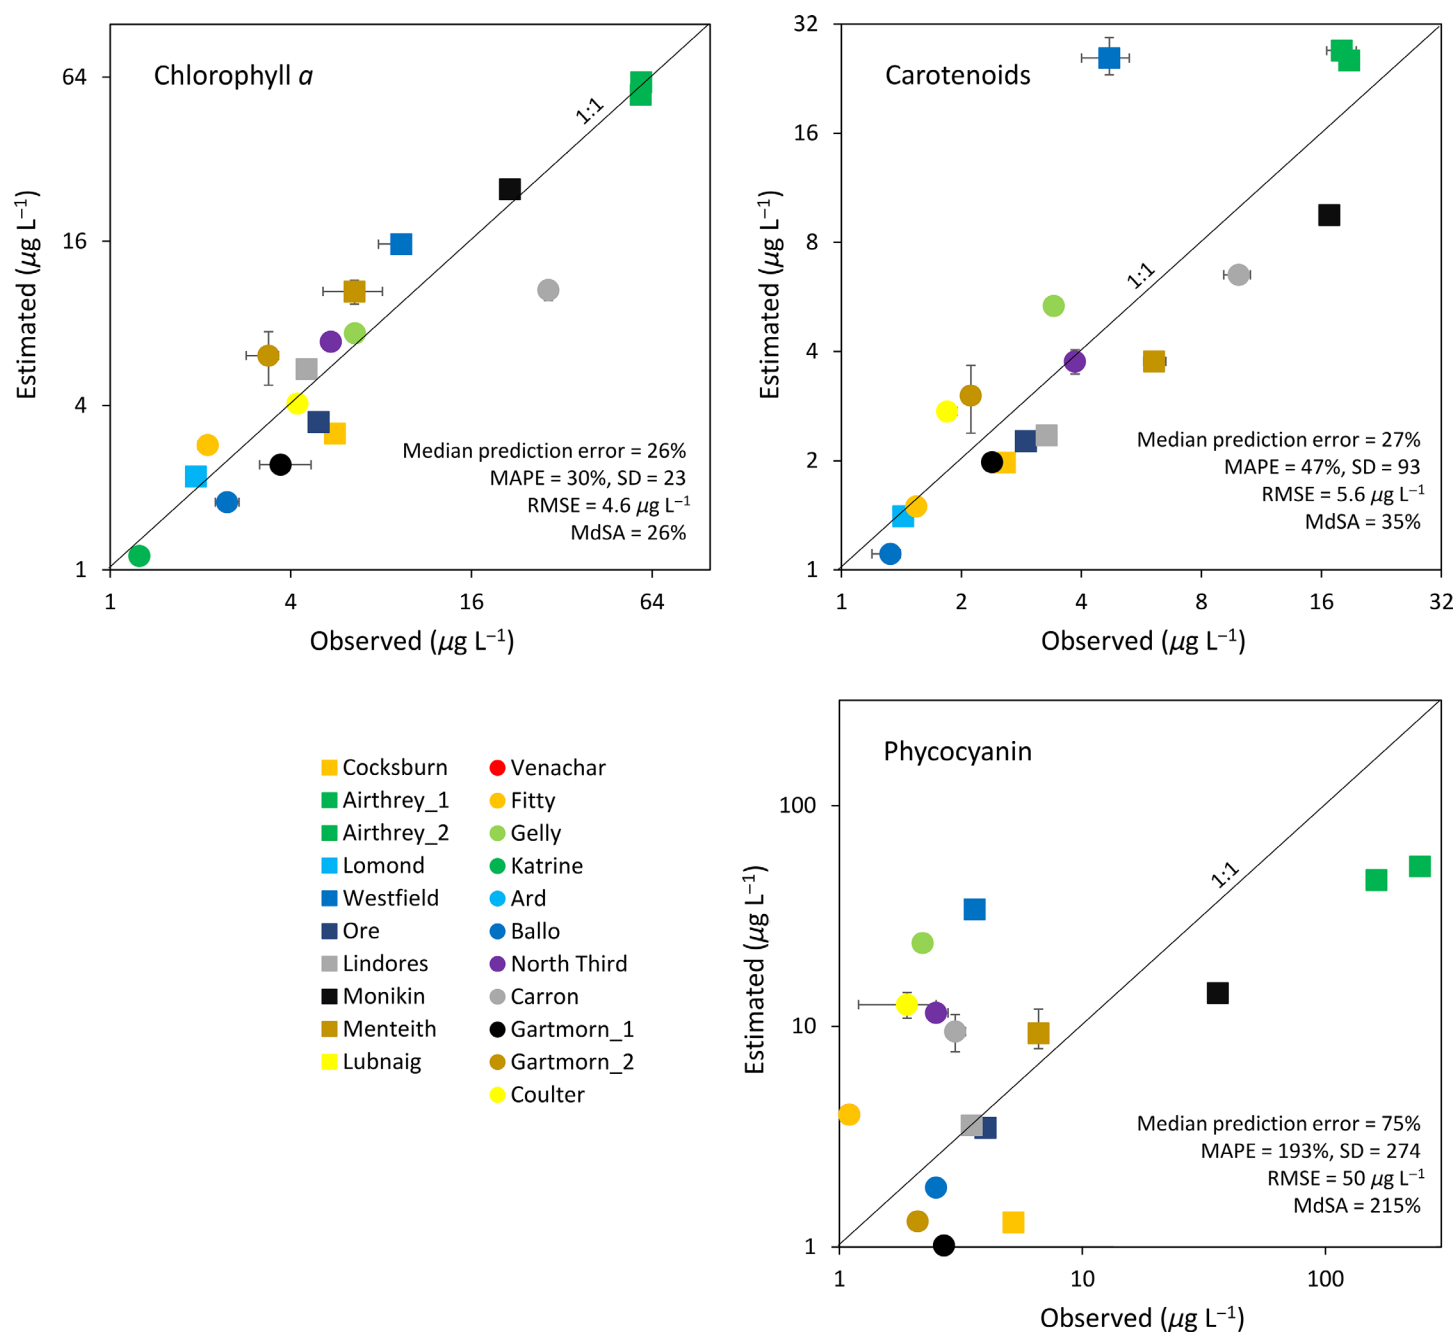 Chlorophyll a
64
16
4
1
1:1
Estimated (µg L⁻¹)
Median prediction error = 26%
MAPE = 30%, SD = 23
RMSE = 4.6 µg L⁻¹
MdSA = 26%
1
4
16
64
Observed (µg L⁻¹)
Carotenoids
32
16
8
4
2
1
1:1
Estimated (µg L⁻¹)
Median prediction error = 27%
MAPE = 47%, SD = 93
RMSE = 5.6 µg L⁻¹
MdSA = 35%
1
2
4
8
16
32
Observed (µg L⁻¹)
Cocksburn
Airthrey_1
Airthrey_2
Lomond
Westfield
Ore
Lindores
Monikin
Menteith
Lubnaig
Venachar
Fitty
Gelly
Katrine
Ard
Ballo
North Third
Carron
Gartmorn_1
Gartmorn_2
Coulter
Phycocyanin
100
10
1
1:1
Estimated (µg L⁻¹)
Median prediction error = 75%
MAPE = 193%, SD = 274
RMSE = 50 µg L⁻¹
MdSA = 215%
1
10
100
Observed (µg L⁻¹)